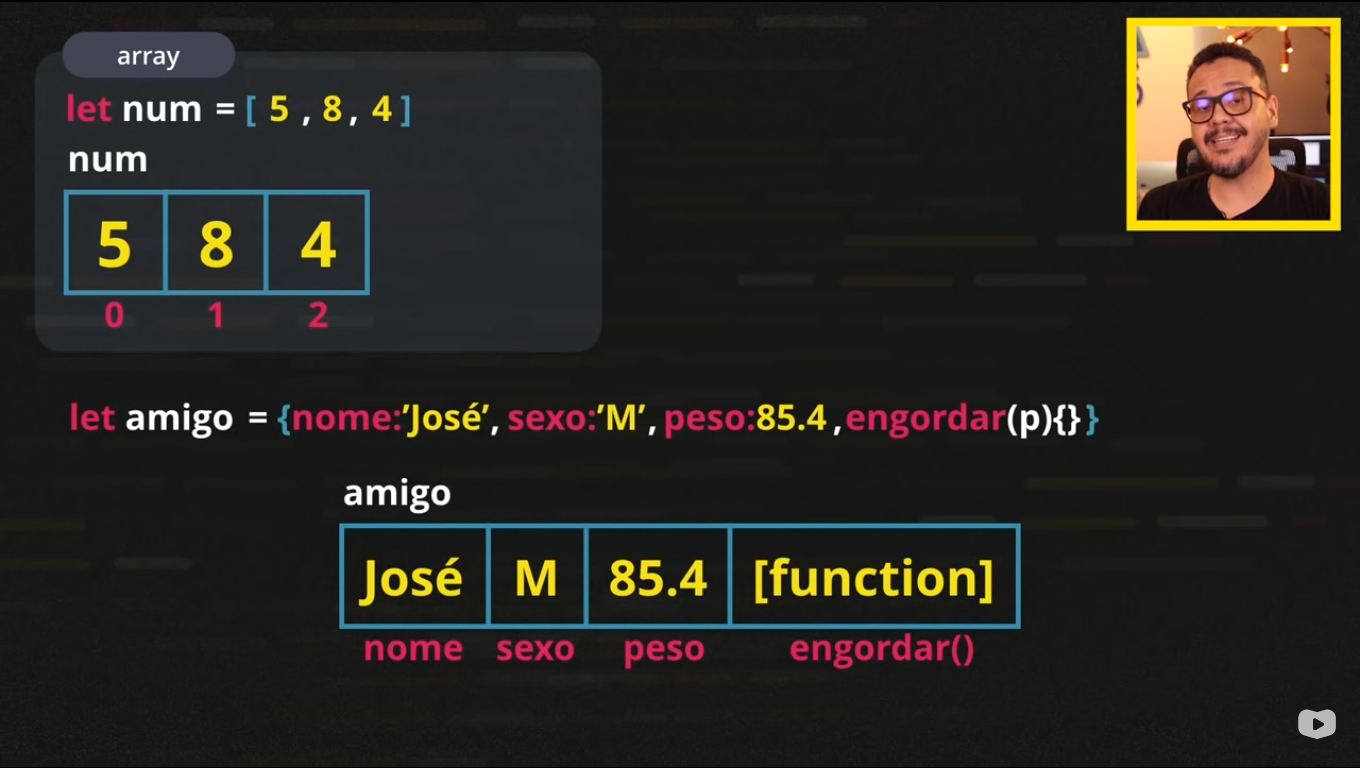 array
let num = [ 5 , 8 , 4 ]
num
5 8 4
0 1 2
let amigo = {nome:’José’, sexo:’M’, peso:85.4 ,engordar(p){} }
amigo
José M 85.4 [function]
nome sexo peso engordar()